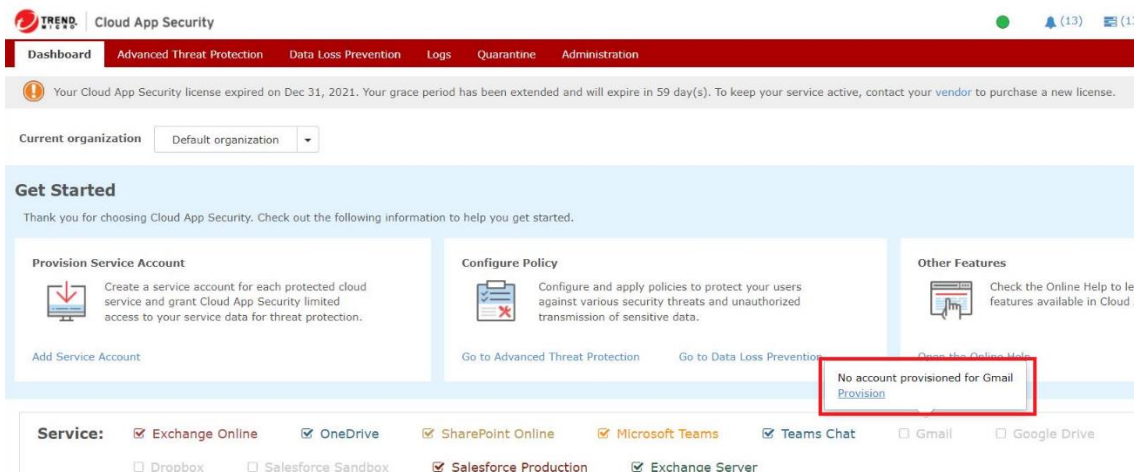 TREND MICRO Cloud App Security (13)
Dashboard Advanced Threat Protection Data Loss Prevention Logs Quarantine Administration
Your Cloud App Security license expired on Dec 31, 2021. Your grace period has been extended and will expire in 59 day(s). To keep your service active, contact your vendor to purchase a new license.
Current organization Default organization
Get Started
Thank you for choosing Cloud App Security. Check out the following information to help you get started.
Provision Service Account
Create a service account for each protected cloud
service and grant Cloud App Security limited
access to your service data for threat protection.
Add Service Account
Configure Policy
Configure and apply policies to protect your users
against various security threats and unauthorized
transmission of sensitive data.
Go to Advanced Threat Protection Go to Data Loss Prevention
Other Features
Check the Online Help to le
features available in Cloud
Open the Online Help
No account provisioned for Gmail
Provision
Service: Exchange Online OneDrive SharePoint Online Microsoft Teams Teams Chat Gmail Google Drive
Dropbox Salesforce Sandbox Salesforce Production Exchange Server